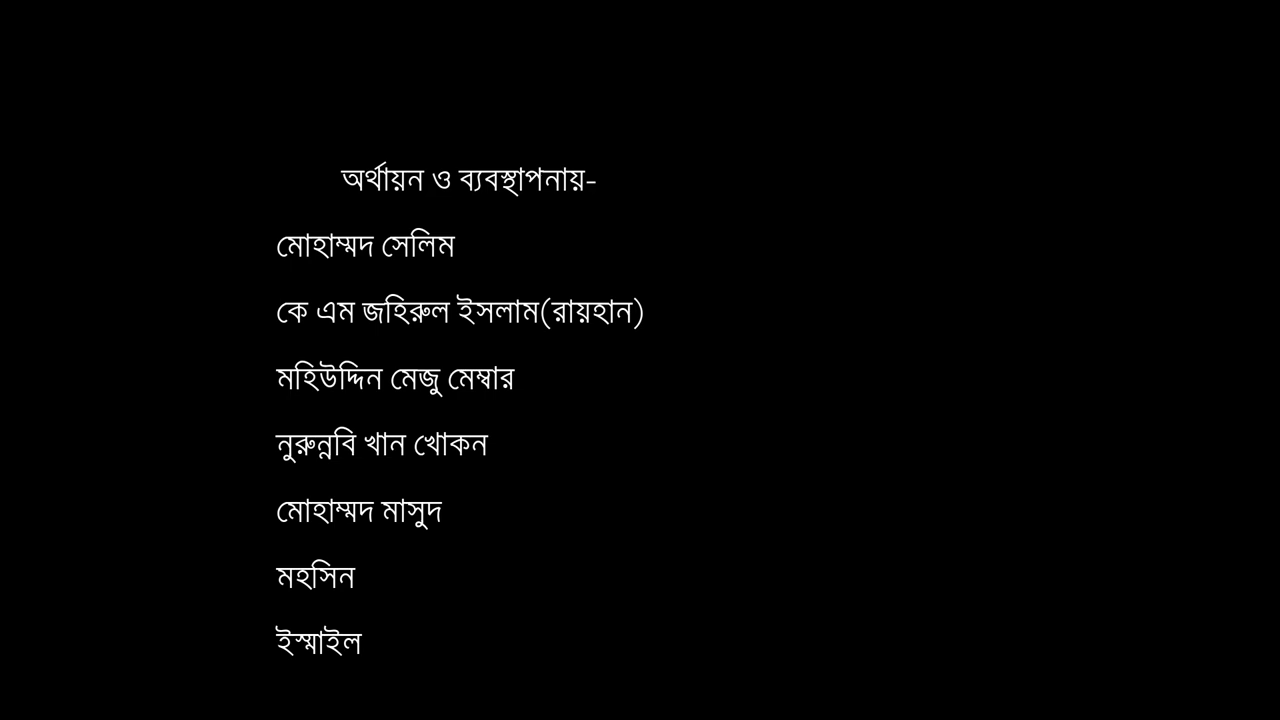 অর্থায়ন ও ব্যবস্থাপনায়-
মোহাম্মদ সেলিম
কে এম জহিরুল ইসলাম(রায়হান)
মহিউদ্দিন মেজু মেম্বার
নুরুন্নবি খান খোকন
মোহাম্মদ মাসুদ
মহসিন
ইস্মাইল